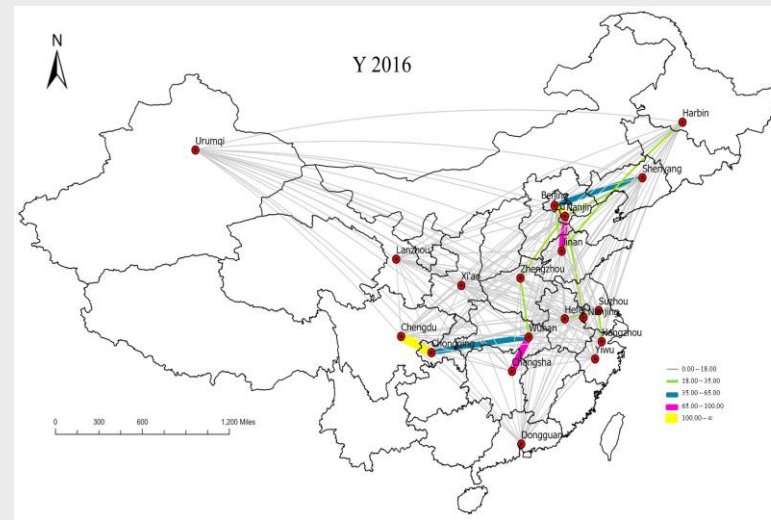 N
Y 2016
Harbin
Urumqi
Shenyang
Beijing
Tianjin
Jinan
Lanzhou
Xi'an
Zhengzhou
Suzhou
Hefei
Nanjing
Chengdu
Wuhan
Hangzhou
Chongqing
Yiwu
Changsha
0.00–18.00
18.00–35.00
35.00–65.00
65.00–100.00
100.00–∞
0 300 600 1,200 Miles
Dongguan